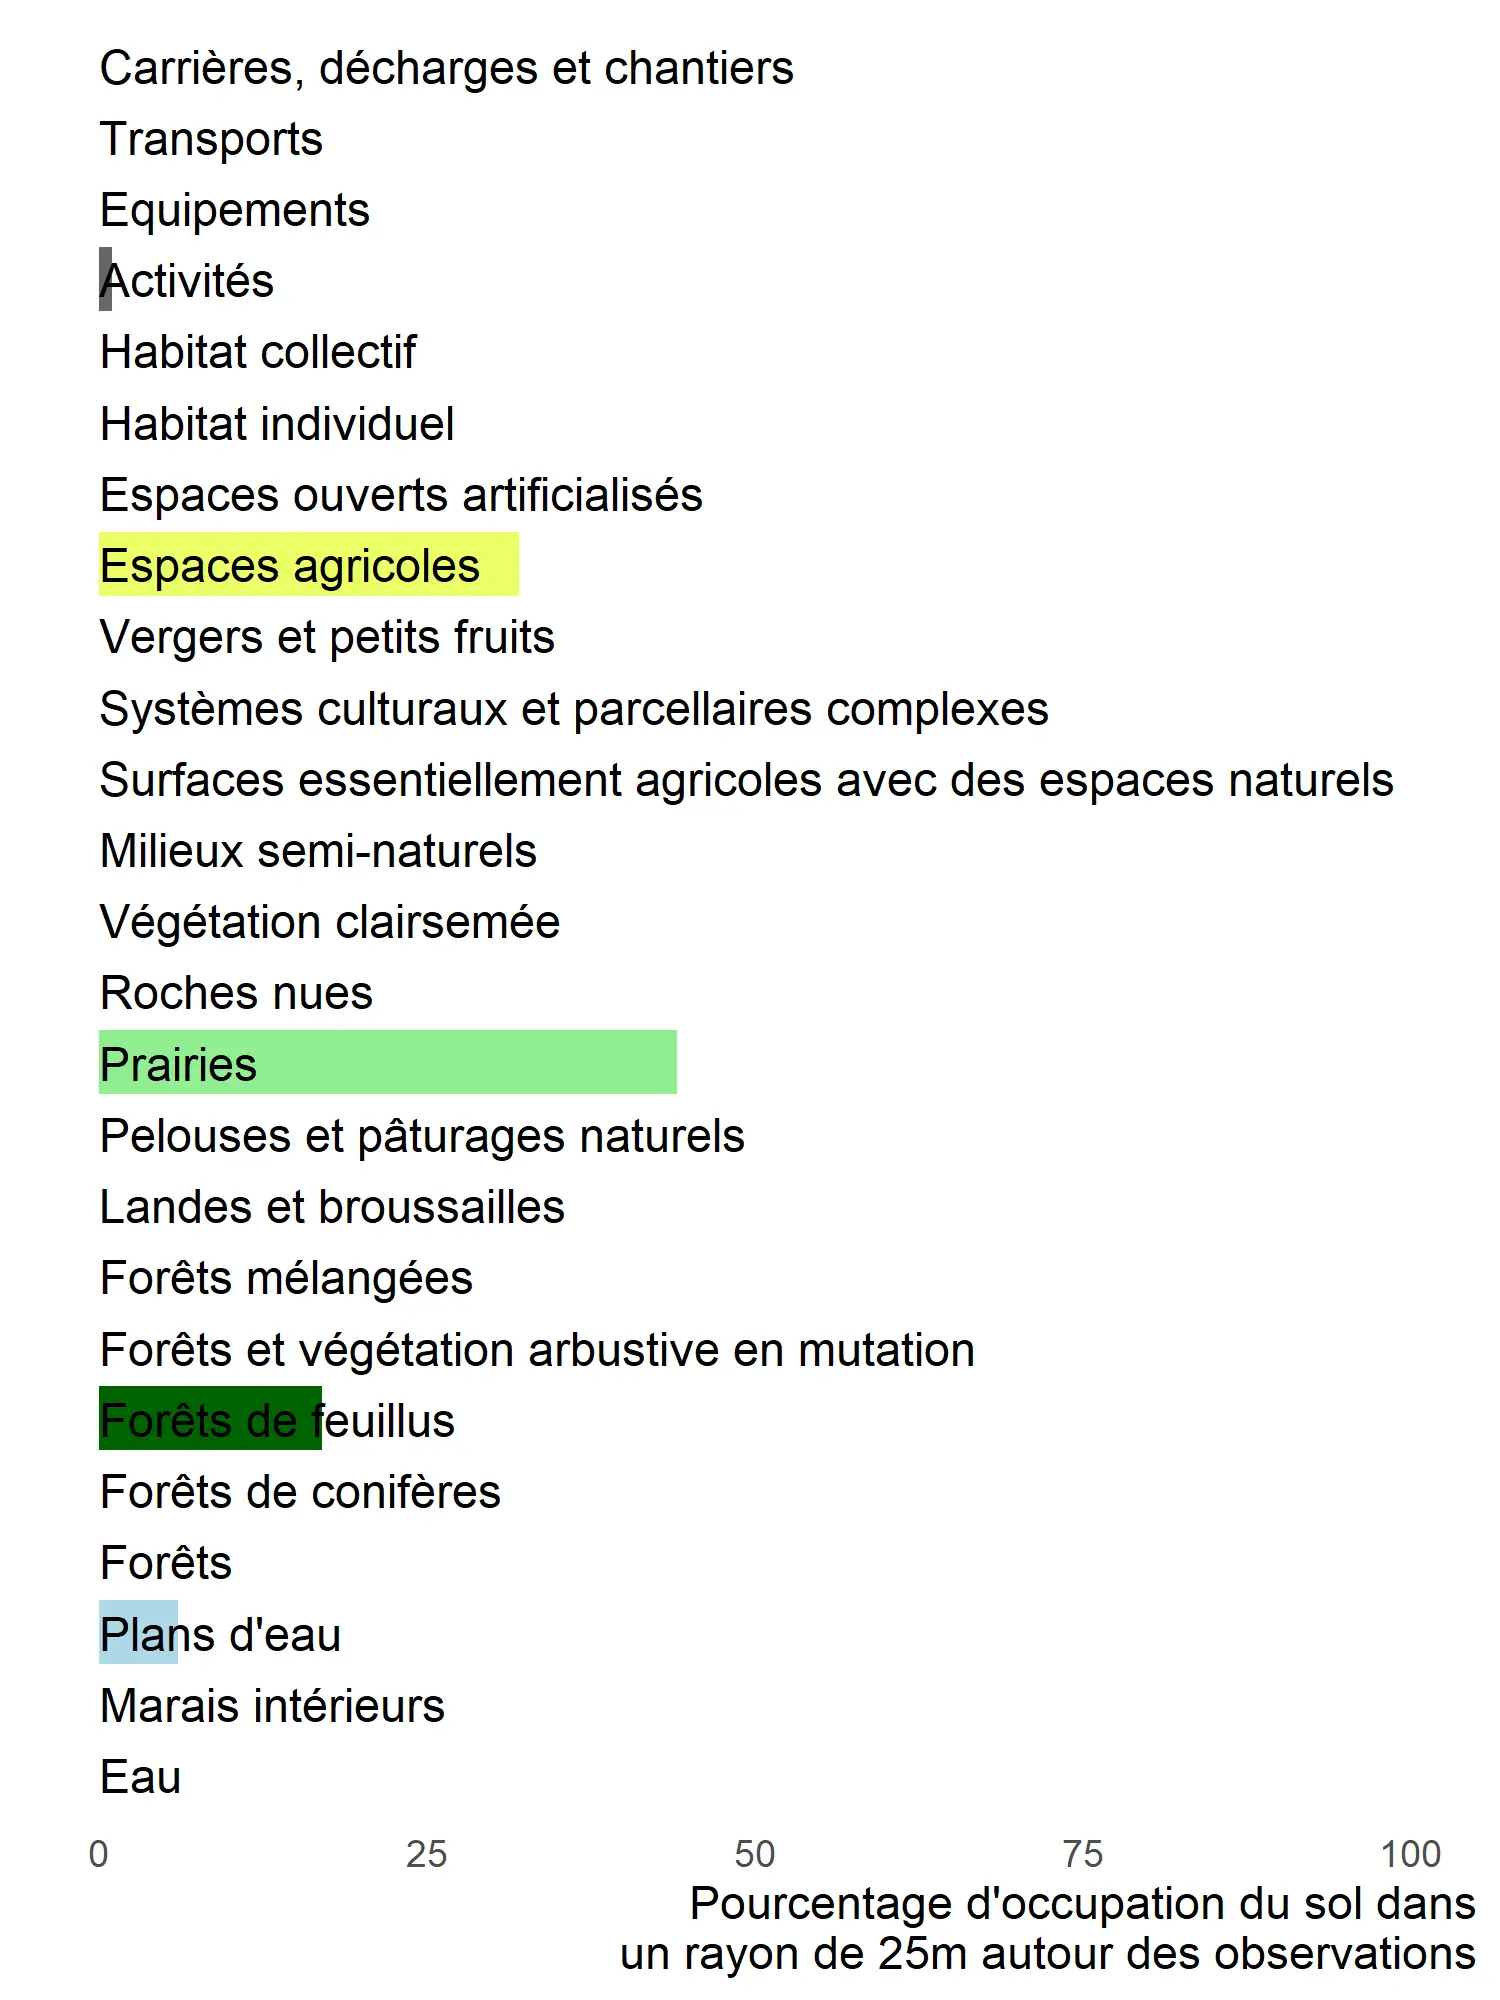 Carrières, décharges et chantiers
Transports
Equipements
Activités
Habitat collectif
Habitat individuel
Espaces ouverts artificialisés
Espaces agricoles
Vergers et petits fruits
Systèmes culturaux et parcellaires complexes
Surfaces essentiellement agricoles avec des espaces naturels
Milieux semi-naturels
Végétation clairsemée
Roches nues
Prairies
Pelouses et pâturages naturels
Landes et broussailles
Forêts mélangées
Forêts et végétation arbustive en mutation
Forêts de feuillus
Forêts de conifères
Forêts
Plans d'eau
Marais intérieurs
Eau
0 25 50 75 100
Pourcentage d'occupation du sol dans
un rayon de 25m autour des observations